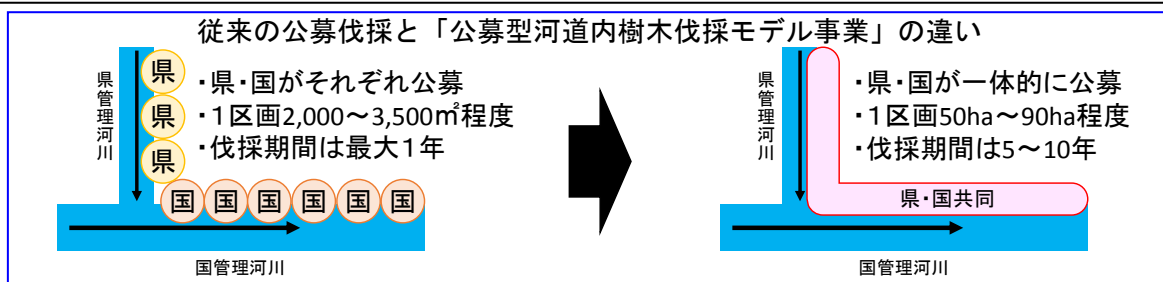 従来の公募伐採と「公募型河道内樹木伐採モデル事業」の違い
県管理河川
県
県
県
・県・国がそれぞれ公募
・1区画2,000～3,500㎡程度
・伐採期間は最大1年
国
国
国
国
国
国
国管理河川
県管理河川
・県・国が一体的に公募
・1区画50ha～90ha程度
・伐採期間は5～10年
県・国共同
国管理河川